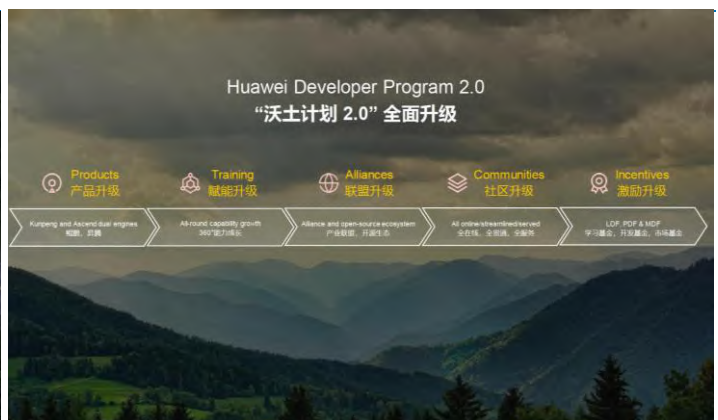 Huawei Developer Program 2.0
“沃土计划 2.0” 全面升级
Products
产品升级
Training
赋能升级
Alliances
联盟升级
Communities
社区升级
Incentives
激励升级
Kunpeng and Ascend dual engines
鲲鹏、昇腾
All-round capability growth
360°能力成长
Alliance and open-source ecosystem
产业联盟、开源生态
All online/streamlined/served
全在线、全联通、全服务
LDF, PDF & MDF
学习基金、开发基金、市场基金